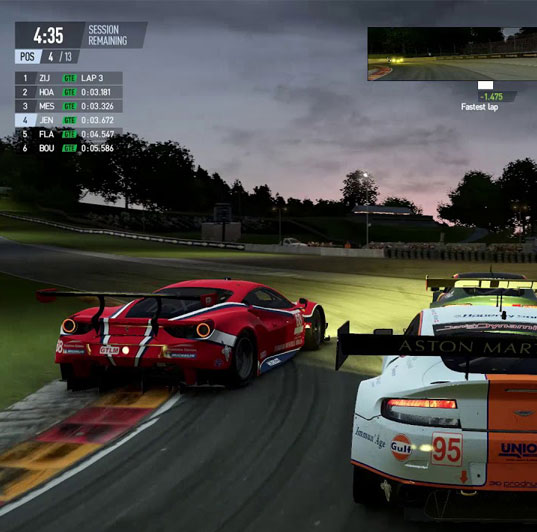 4:35
SESSION
REMAINING
POS 4 / 13
1 ZIJ GTE LAP 3
2 HOA GTE 0:03.181
3 MES GTE 0:03.326
4 JEN GTE 0:03.672
5 FLA GTE 0:04.547
6 BOU GTE 0:05.586
-1.475
Fastest lap
GTLM
ASTON MAR
Gulf
95
UNIO